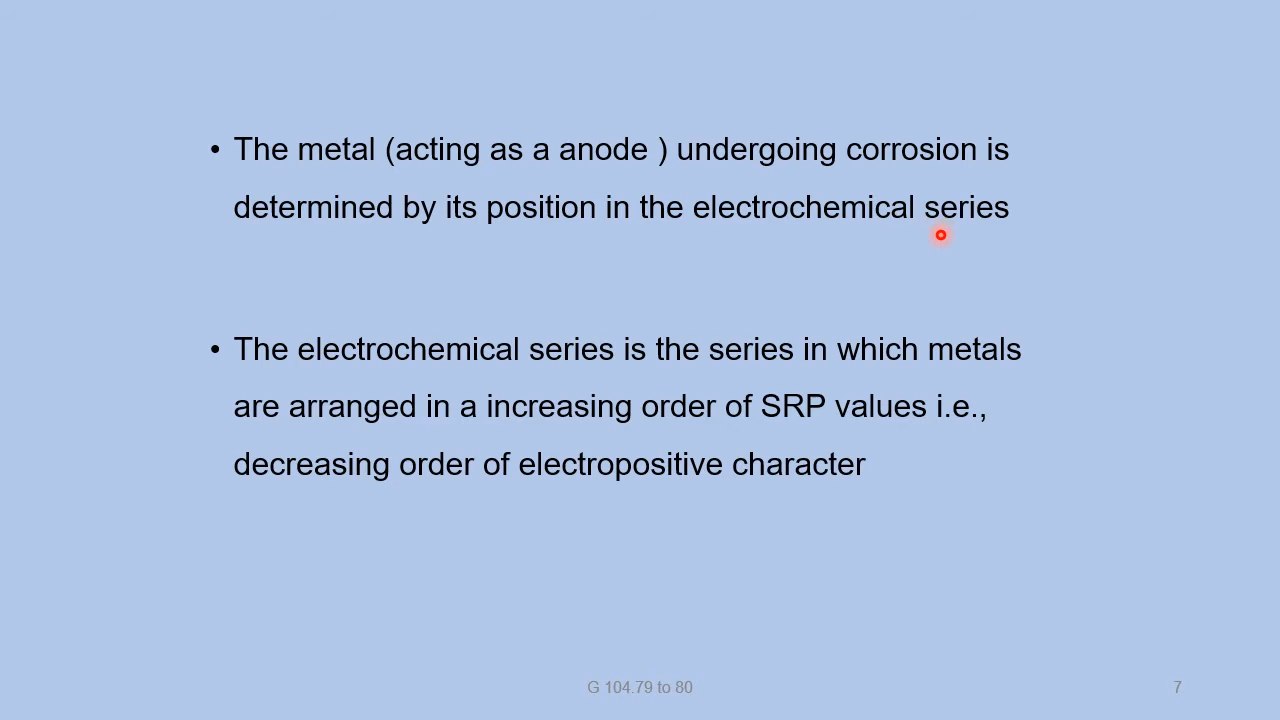 • The metal (acting as a anode ) undergoing corrosion is
determined by its position in the electrochemical series
• The electrochemical series is the series in which metals
are arranged in a increasing order of SRP values i.e.,
decreasing order of electropositive character
G 104.79 to 80
7